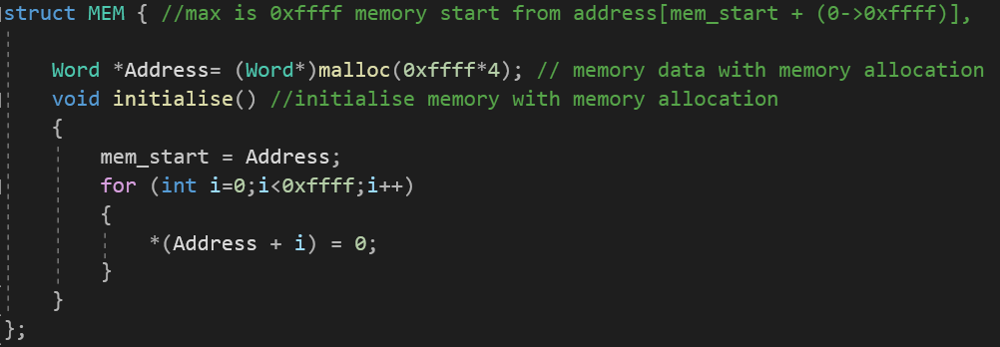 struct MEM { //max is 0xffff memory start from address[mem_start + (0->0xffff)],
Word *Address= (Word*)malloc(0xffff*4); // memory data with memory allocation
void initialise() //initialise memory with memory allocation
{
mem_start = Address;
for (int i=0;i<0xffff;i++)
{
*(Address + i) = 0;
}
}
};